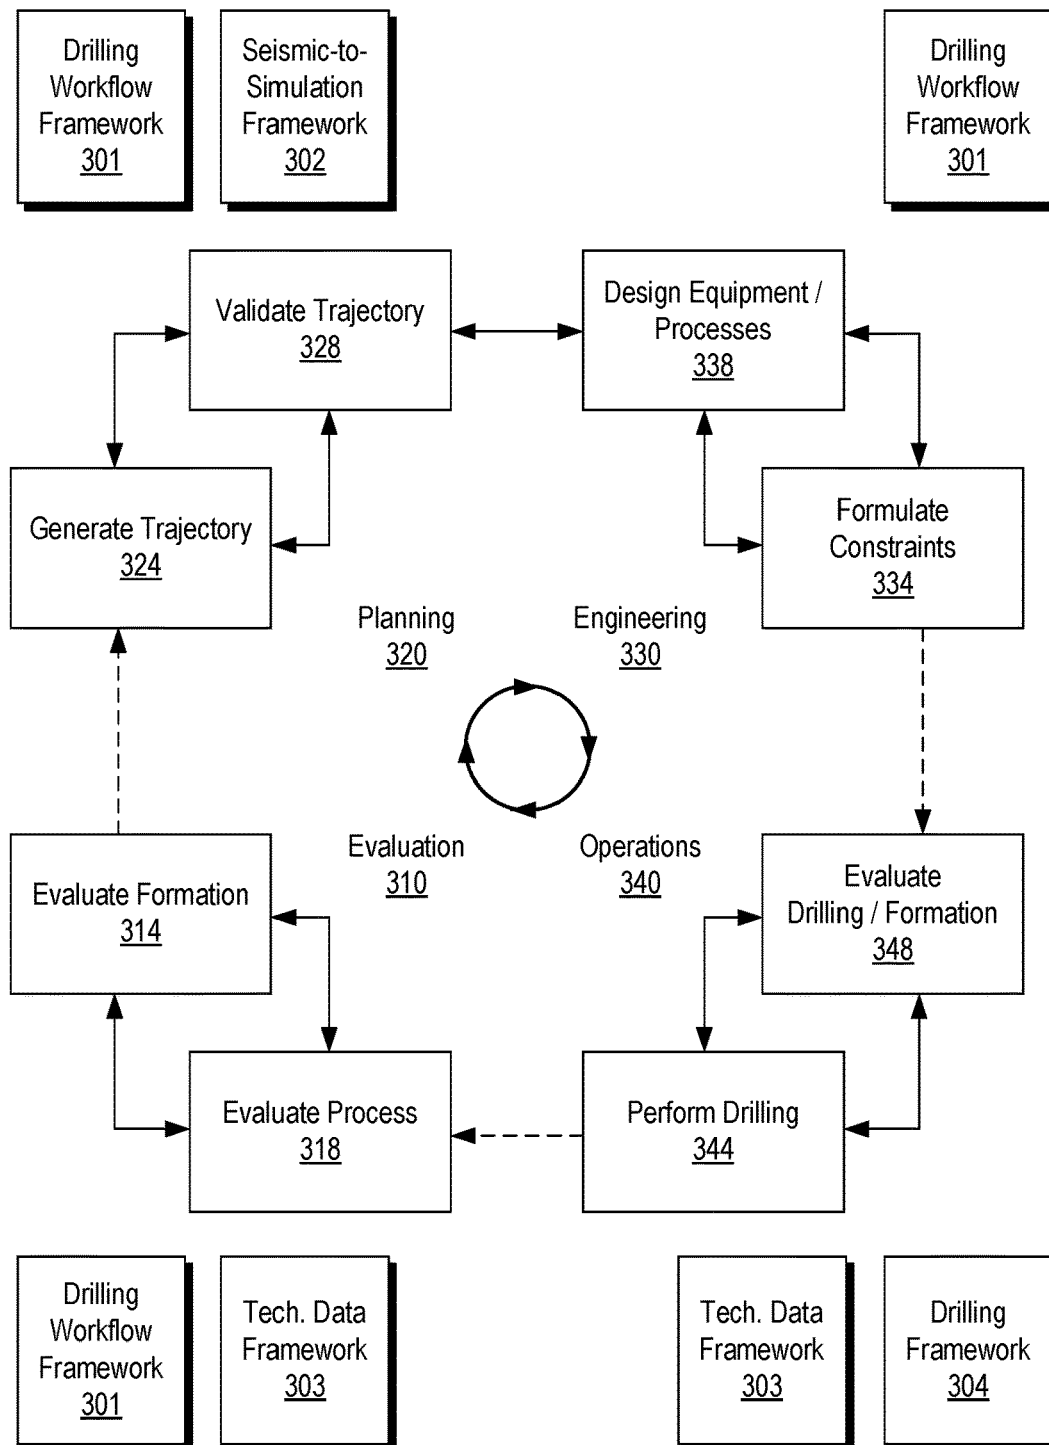 Drilling
Workflow
Framework
301
Seismic-to-
Simulation
Framework
302
Drilling
Workflow
Framework
301
Validate Trajectory
328
Design Equipment /
Processes
338
Generate Trajectory
324
Formulate
Constraints
334
Planning
320
Engineering
330
Evaluation
310
Operations
340
Evaluate Formation
314
Evaluate
Drilling / Formation
348
Evaluate Process
318
Perform Drilling
344
Drilling
Workflow
Framework
301
Tech. Data
Framework
303
Tech. Data
Framework
303
Drilling
Framework
304